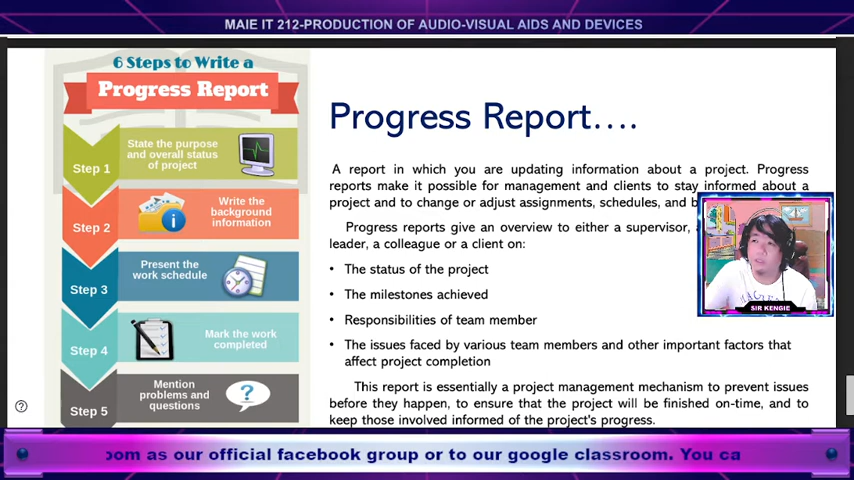 MAIE IT 212-PRODUCTION OF AUDIO-VISUAL AIDS AND DEVICES
6 Steps to Write a
Progress Report
Step 1
State the purpose
and overall status
of project
Step 2
Write the
background
information
Step 3
Present the
work schedule
Step 4
Mark the work
completed
Step 5
Mention
problems and
questions
Progress Report....
A report in which you are updating information about a project. Progress
reports make it possible for management and clients to stay informed about a
project and to change or adjust assignments, schedules, and
Progress reports give an overview to either a supervisor,
leader, a colleague or a client on:
• The status of the project
• The milestones achieved
• Responsibilities of team member
• The issues faced by various team members and other important factors that
affect project completion
This report is essentially a project management mechanism to prevent issues
before they happen, to ensure that the project will be finished on-time, and to
keep those involved informed of the project's progress.
SIR KENGIE
as our official facebook group or to our google classroom. You